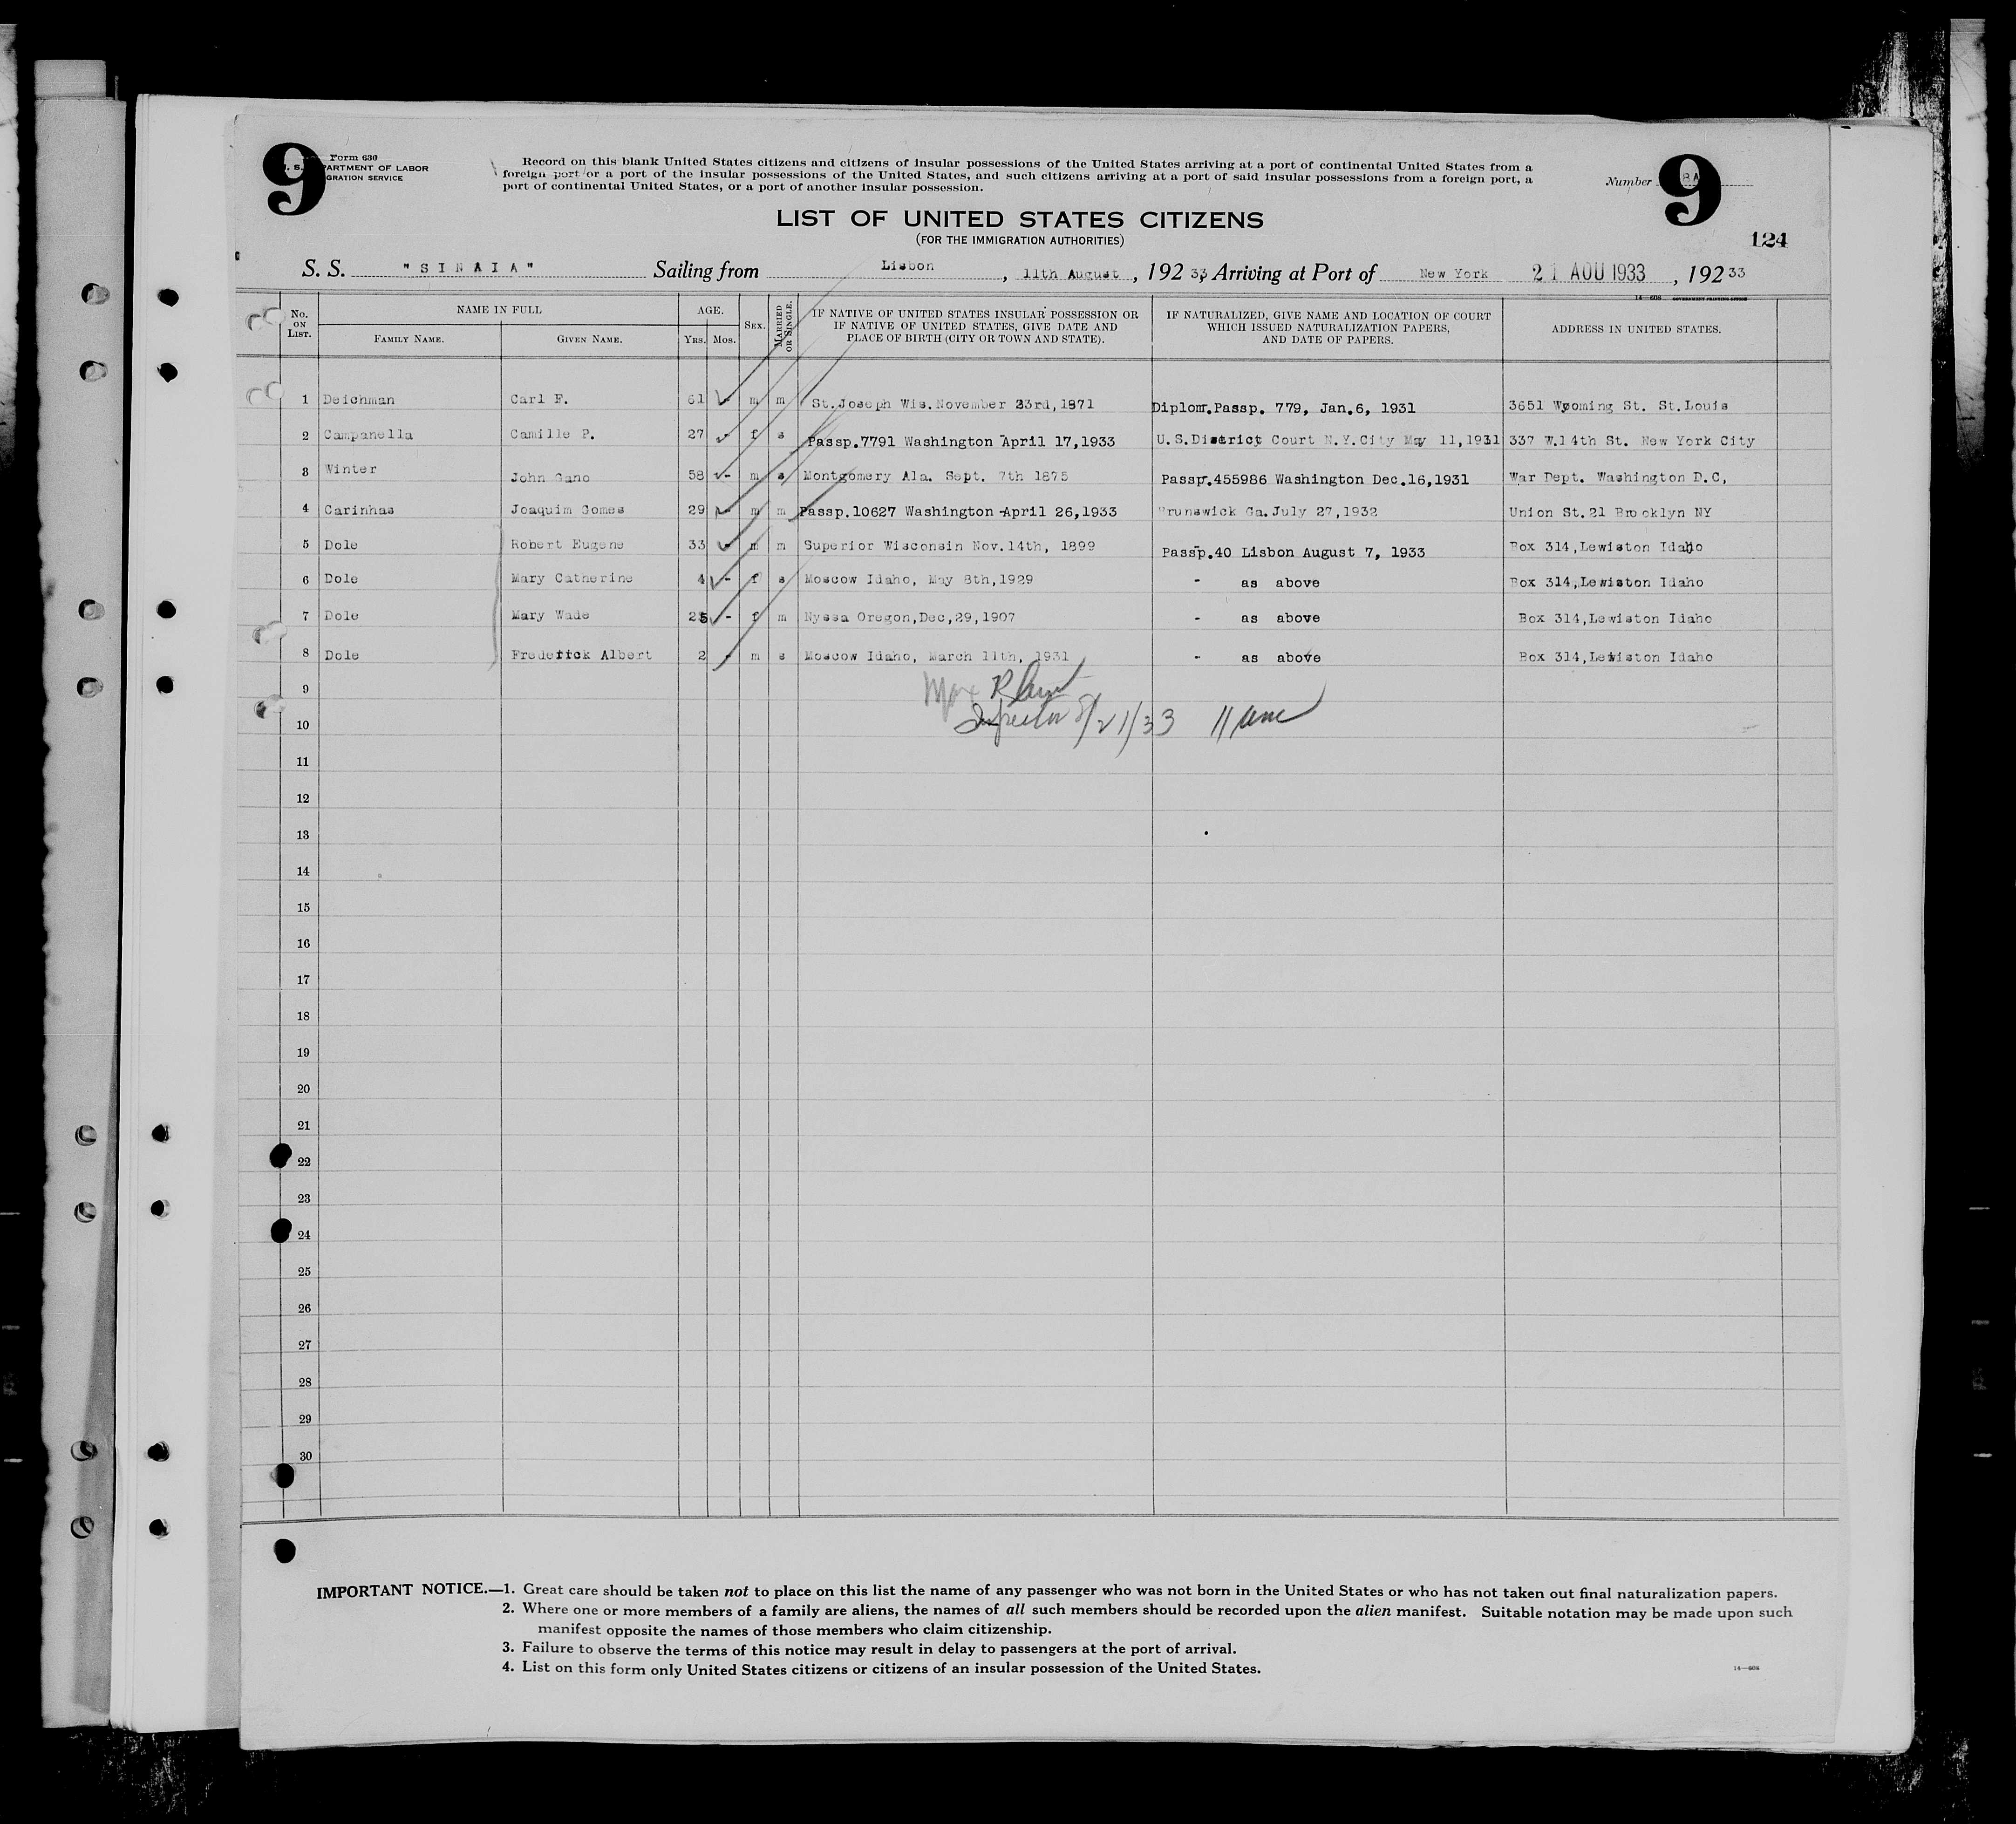 9
Form 630
U. S. DEPARTMENT OF LABOR
IMMIGRATION SERVICE
Record on this blank United States citizens and citizens of insular possessions of the United States arriving at a port of continental United States from a
foreign port or a port of the insular possessions of the United States, and such citizens arriving at a port of said insular possessions from a foreign port, a
port of continental United States, or a port of another insular possession.
Number 8A
9
LIST OF UNITED STATES CITIZENS
(FOR THE IMMIGRATION AUTHORITIES)
124
S. S. "SINAIA" Sailing from Lisbon, 11th August, 192 33, Arriving at Port of New York 21 AOU 1933, 192 33
14—608 GOVERNMENT PRINTING OFFICE
No. ON LIST. NAME IN FULL AGE. SEX. MARRIED OR SINGLE. IF NATIVE OF UNITED STATES INSULAR POSSESSION OR IF NATIVE OF UNITED STATES, GIVE DATE AND PLACE OF BIRTH (CITY OR TOWN AND STATE). IF NATURALIZED, GIVE NAME AND LOCATION OF COURT WHICH ISSUED NATURALIZATION PAPERS, AND DATE OF PAPERS. ADDRESS IN UNITED STATES.
FAMILY NAME. GIVEN NAME. YRS. MOS.
1 Deichman Carl F. 61 - m m St.Joseph Wis.November 23rd,1871 Diplom.Passp. 779, Jan.6, 1931 3651 Wyoming St. St.Louis
2 Campanella Camille P. 27 - f s Passp.7791 Washington April 17,1933 U.S.District Court N.Y.City May 11,1931 337 W.14th St. New York City
3 Winter John Gano 58 - m s Montgomery Ala. Sept. 7th 1875 Passp.455986 Washington Dec.16,1931 War Dept. Washington D.C,
4 Carinhas Joaquim Gomes 29 - m m Passp.10627 Washington-April 26,1933 Brunswick Ga.July 27,1932 Union St.21 Brooklyn NY
5 Dole Robert Eugene 33 - m m Superior Wisconsin Nov.14th, 1899 Passp.40 Lisbon August 7, 1933 Box 314,Lewiston Idaho
6 Dole Mary Catherine 4 - f s Moscow Idaho, May 8th,1929 - as above Box 314,Lewiston Idaho
7 Dole Mary Wade 25 - f m Nyssa Oregon,Dec,29,1907 - as above Box 314,Lewiston Idaho
8 Dole Frederick Albert 2 - m s Moscow Idaho, March 11th, 1931 - as above Box 314,Lewiston Idaho
9 Max
10 Inspector 8/21/33 11 am
11
12
13
14
15
16
17
18
19
20
21
22
23
24
25
26
27
28
29
30
IMPORTANT NOTICE.—1. Great care should be taken not to place on this list the name of any passenger who was not born in the United States or who has not taken out final naturalization papers.
2. Where one or more members of a family are aliens, the names of all such members should be recorded upon the alien manifest. Suitable notation may be made upon such
manifest opposite the names of those members who claim citizenship.
3. Failure to observe the terms of this notice may result in delay to passengers at the port of arrival.
4. List on this form only United States citizens or citizens of an insular possession of the United States.
14—608